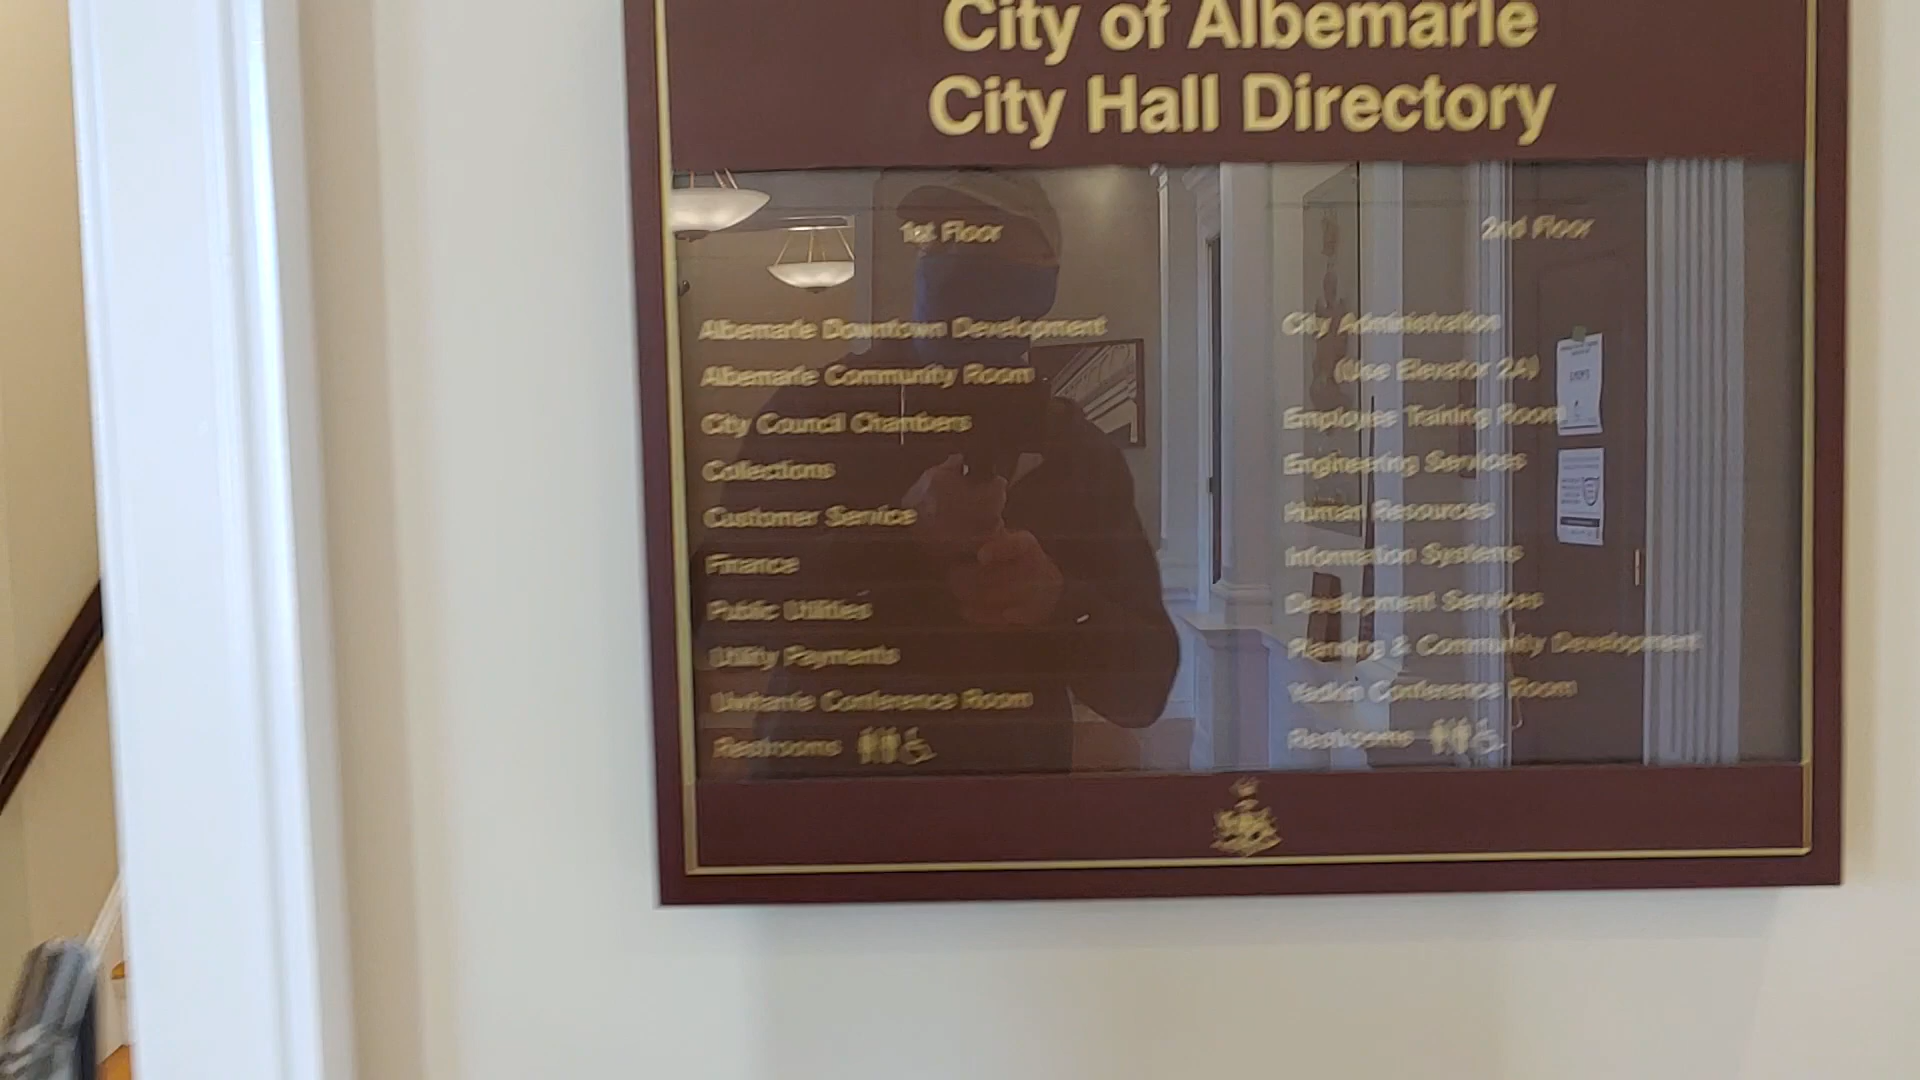 City of Albemarle
City Hall Directory
1st Floor
Albemarle Downtown Development
Albemarle Community Room
City Council Chambers
Collections
Customer Service
Finance
Public Utilities
Utility Payments
Uwharrie Conference Room
Restrooms
2nd Floor
City Administration
(Use Elevator 2A)
Employee Training Room
Engineering Services
Human Resources
Information Systems
Development Services
Planning & Community Development
Yadkin Conference Room
Restrooms